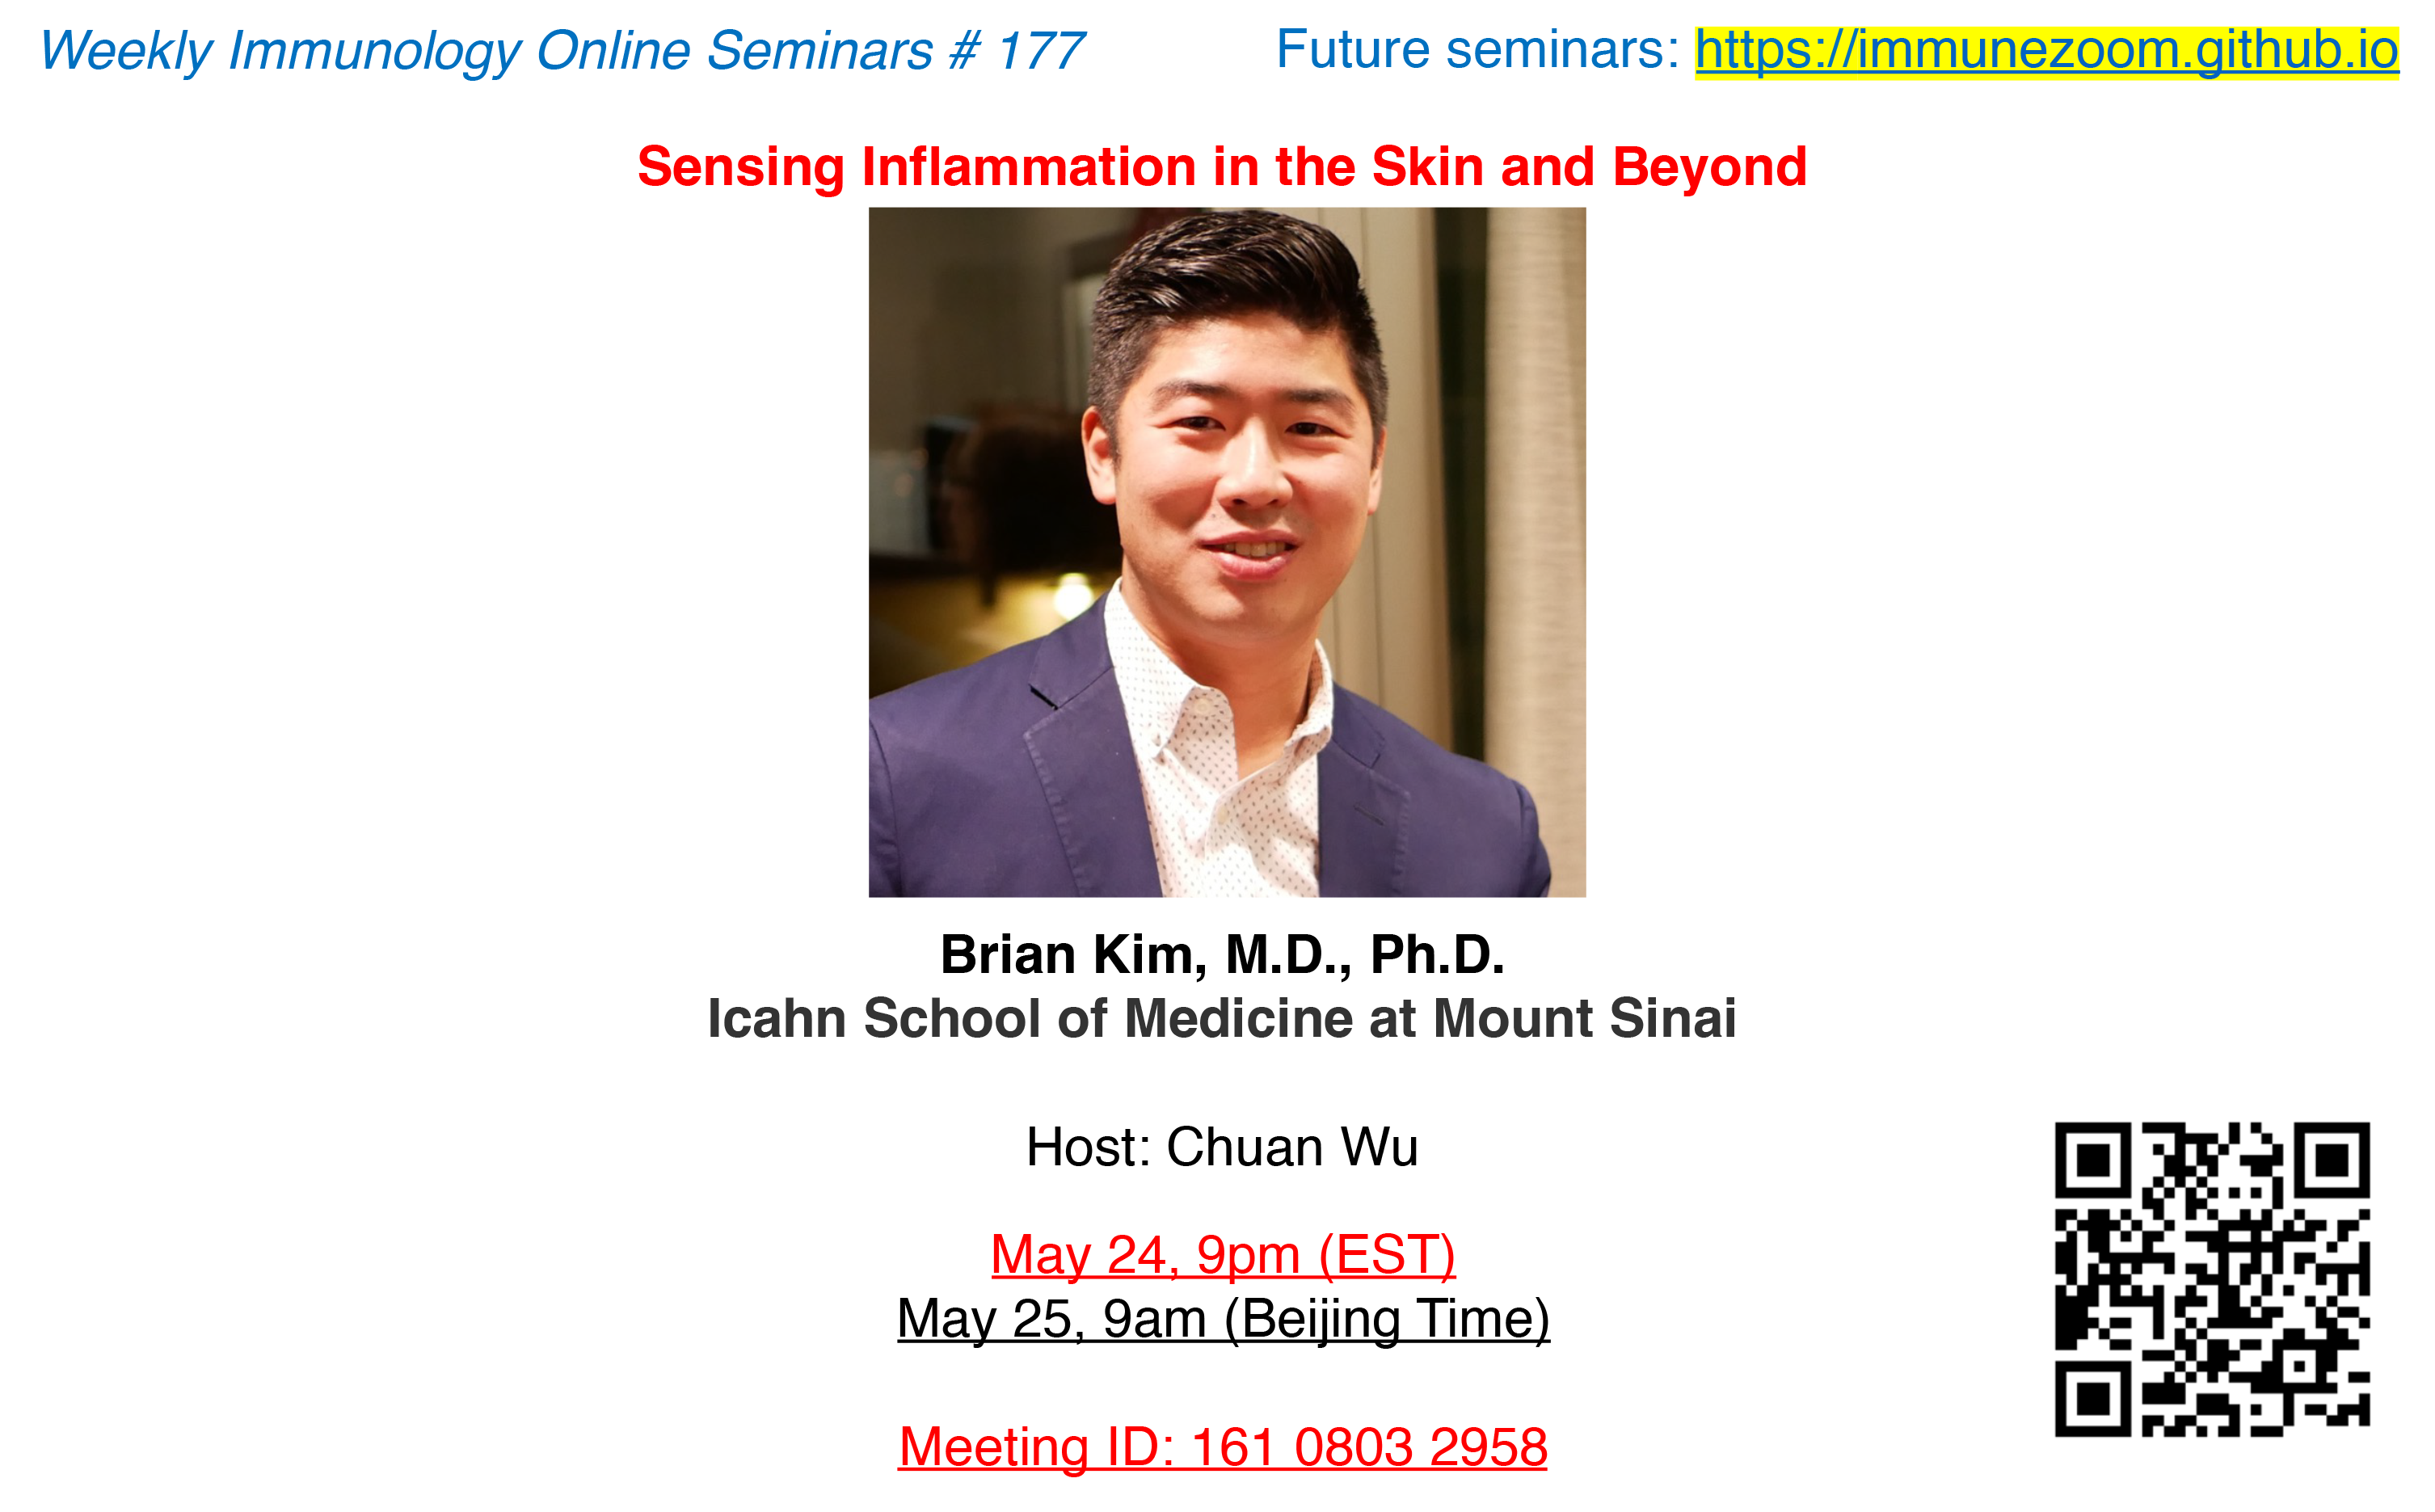 Weekly Immunology Online Seminars # 177
Future seminars: https://immunezoom.github.io
Sensing Inflammation in the Skin and Beyond
Brian Kim, M.D., Ph.D.
Icahn School of Medicine at Mount Sinai
Host: Chuan Wu
May 24, 9pm (EST)
May 25, 9am (Beijing Time)
Meeting ID: 161 0803 2958